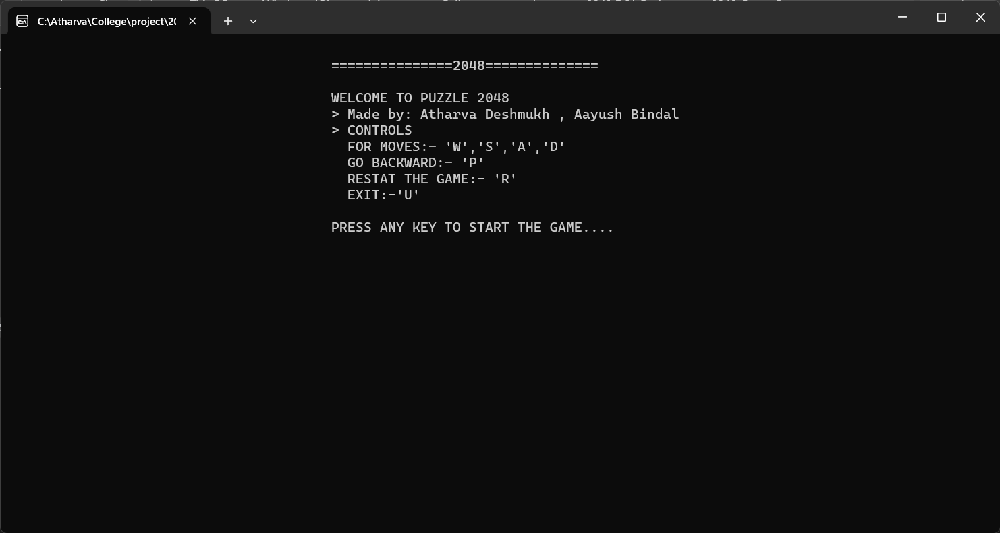 C:\Atharva\College\project\20
===============2048==============
WELCOME TO PUZZLE 2048
> Made by: Atharva Deshmukh , Aayush Bindal
> CONTROLS
FOR MOVES:- 'W','S','A','D'
GO BACKWARD:- 'P'
RESTAT THE GAME:- 'R'
EXIT:-'U'
PRESS ANY KEY TO START THE GAME....